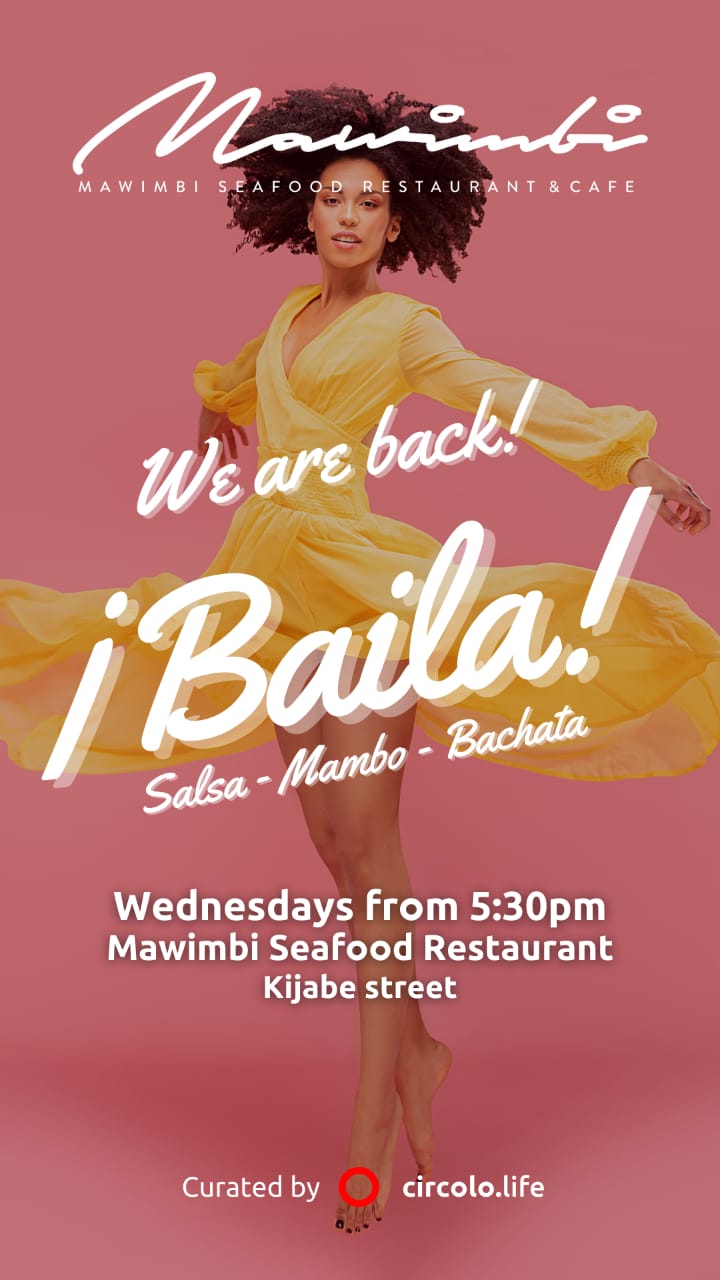 Mawimbi
MAWIMBI SEAFOOD RESTAURANT & CAFE
We are back!
¡Baila!
Salsa - Mambo - Bachata
Wednesdays from 5:30pm
Mawimbi Seafood Restaurant
Kijabe street
Curated by circolo.life